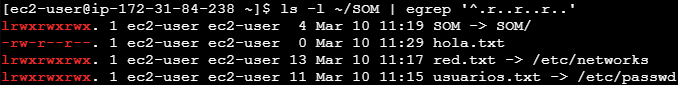 [ec2-user@ip-172-31-84-238 ~]$ ls -l ~/SOM | egrep '^.r..r..r..'
lrwxrwxrwx. 1 ec2-user ec2-user  4 Mar 10 11:19 SOM -> SOM/
-rw-r--r--. 1 ec2-user ec2-user  0 Mar 10 11:29 hola.txt
lrwxrwxrwx. 1 ec2-user ec2-user 13 Mar 10 11:17 red.txt -> /etc/networks
lrwxrwxrwx. 1 ec2-user ec2-user 11 Mar 10 11:15 usuarios.txt -> /etc/passwd